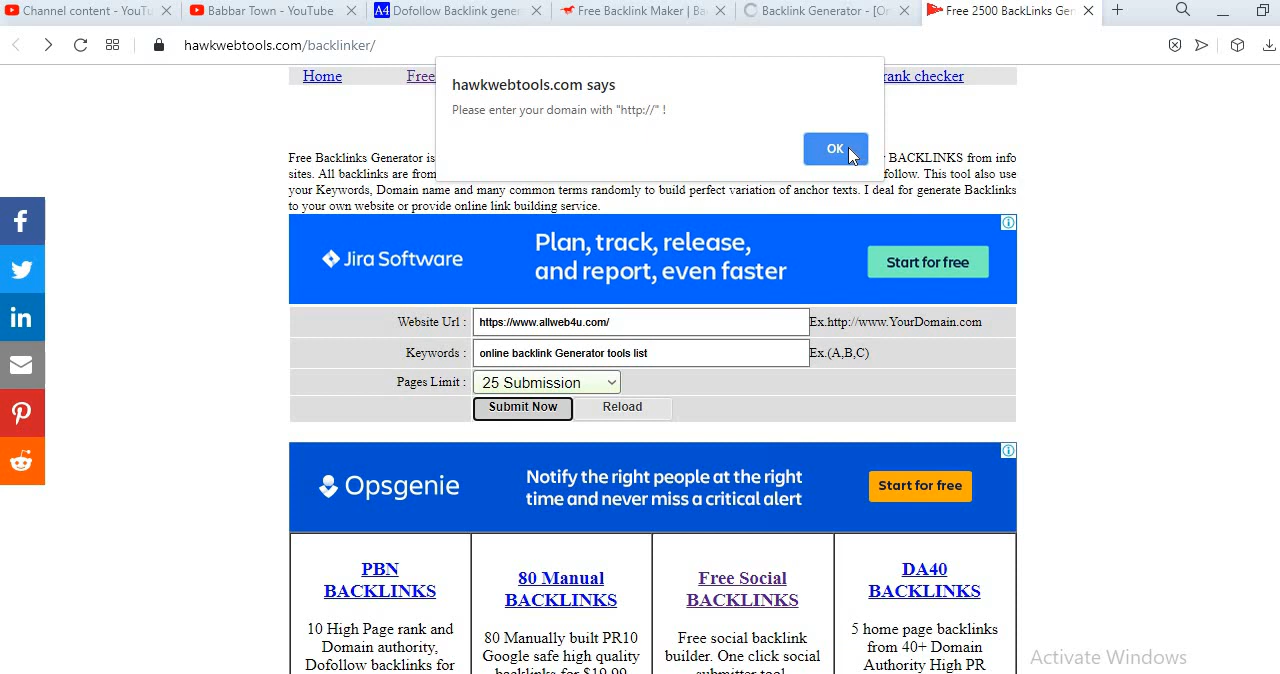 Channel content - YouTu
Babbar Town - YouTube
A4 Dofollow Backlink gener
Free Backlink Maker | Ba
Backlink Generator - [On
Free 2500 BackLinks Gen
hawkwebtools.com/backlinker/
Home
Free
rank checker
hawkwebtools.com says
Please enter your domain with "http://" !
OK
Free Backlinks Generator is
BACKLINKS from info
sites. All backlinks are from
follow. This tool also use
your Keywords, Domain name and many common terms randomly to build perfect variation of anchor texts. I deal for generate Backlinks
to your own website or provide online link building service.
Jira Software
Plan, track, release,
and report, even faster
Start for free
Website Url :
https://www.allweb4u.com/
Ex.http://www.YourDomain.com
Keywords :
online backlink Generator tools list
Ex.(A,B,C)
Pages Limit :
25 Submission
Submit Now
Reload
Opsgenie
Notify the right people at the right
time and never miss a critical alert
Start for free
PBN
BACKLINKS
10 High Page rank and
Domain authority,
Dofollow backlinks for
80 Manual
BACKLINKS
80 Manually built PR10
Google safe high quality
backlinks for $19.99
Free Social
BACKLINKS
Free social backlink
builder. One click social
submitter tool
DA40
BACKLINKS
5 home page backlinks
from 40+ Domain
Authority High PR
Activate Windows